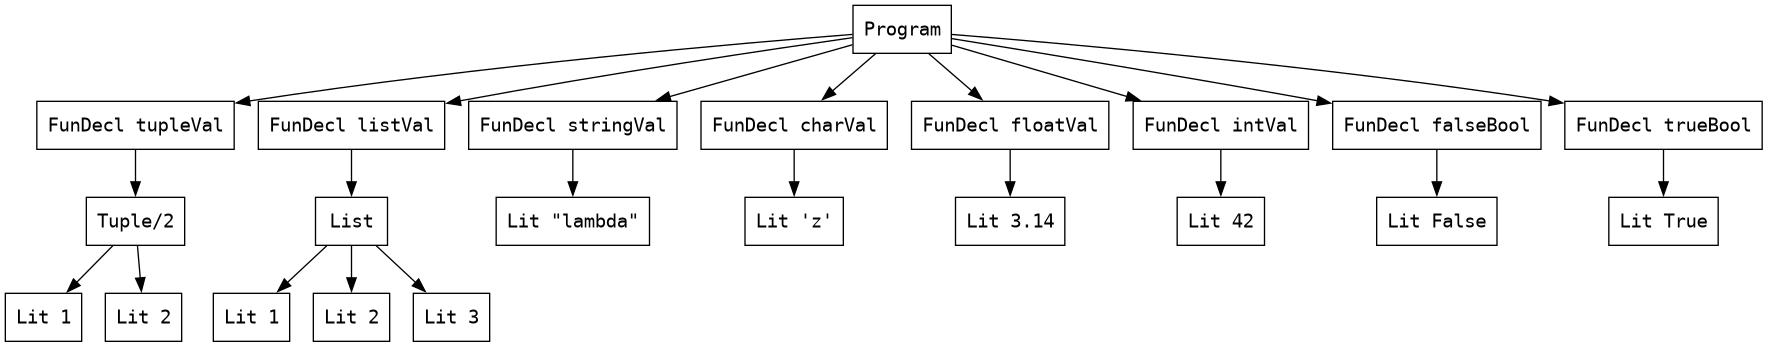 Program
FunDecl tupleVal
FunDecl listVal
FunDecl stringVal
FunDecl charVal
FunDecl floatVal
FunDecl intVal
FunDecl falseBool
FunDecl trueBool
Tuple/2
List
Lit "lambda"
Lit 'z'
Lit 3.14
Lit 42
Lit False
Lit True
Lit 1
Lit 2
Lit 1
Lit 2
Lit 3